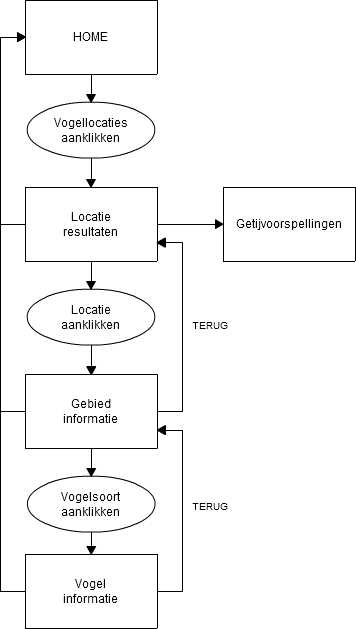 HOME
Vogellocaties
aanklikken
Locatie
resultaten
Getijvoorspellingen
Locatie
aanklikken
TERUG
Gebied
informatie
Vogelsoort
aanklikken
TERUG
Vogel
informatie